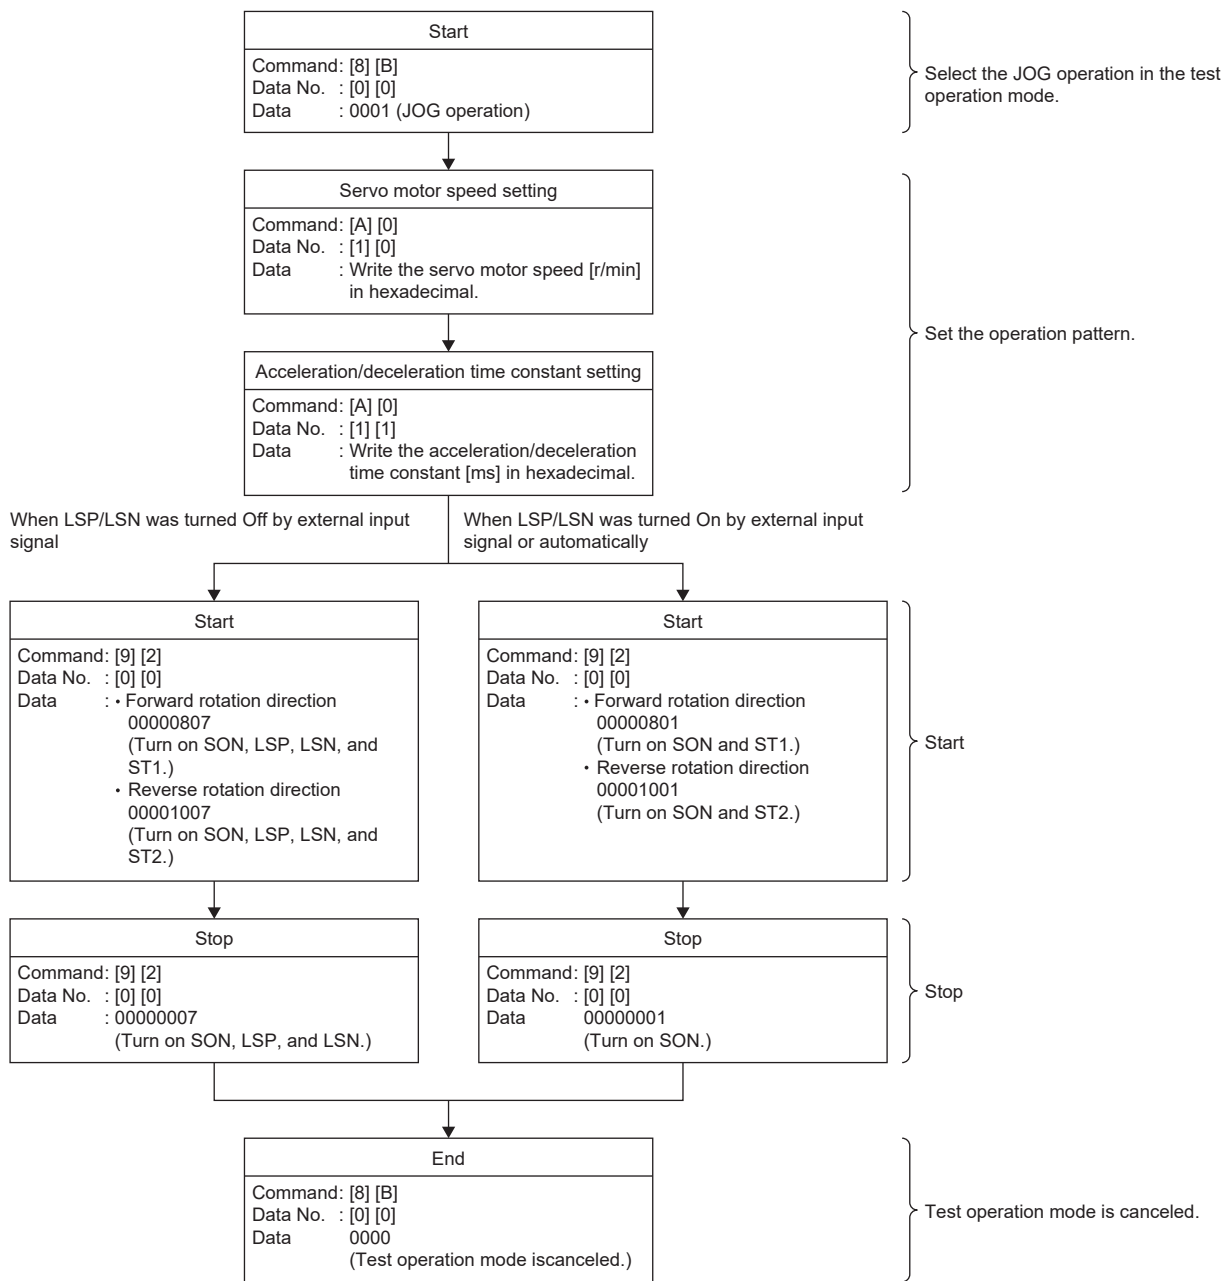 Start
Command: [8] [B]
Data No. : [0] [0]
Data : 0001 (JOG operation)
Select the JOG operation in the test
operation mode.
Servo motor speed setting
Command: [A] [0]
Data No. : [1] [0]
Data : Write the servo motor speed [r/min]
in hexadecimal.
Acceleration/deceleration time constant setting
Command: [A] [0]
Data No. : [1] [1]
Data : Write the acceleration/deceleration
time constant [ms] in hexadecimal.
Set the operation pattern.
When LSP/LSN was turned Off by external input
signal
When LSP/LSN was turned On by external input
signal or automatically
Start
Command: [9] [2]
Data No. : [0] [0]
Data : • Forward rotation direction
00000807
(Turn on SON, LSP, LSN, and
ST1.)
• Reverse rotation direction
00001007
(Turn on SON, LSP, LSN, and
ST2.)
Start
Command: [9] [2]
Data No. : [0] [0]
Data : • Forward rotation direction
00000801
(Turn on SON and ST1.)
• Reverse rotation direction
00001001
(Turn on SON and ST2.)
Start
Stop
Command: [9] [2]
Data No. : [0] [0]
Data : 00000007
(Turn on SON, LSP, and LSN.)
Stop
Command: [9] [2]
Data No. : [0] [0]
Data 00000001
(Turn on SON.)
Stop
End
Command: [8] [B]
Data No. : [0] [0]
Data 0000
(Test operation mode iscanceled.)
Test operation mode is canceled.